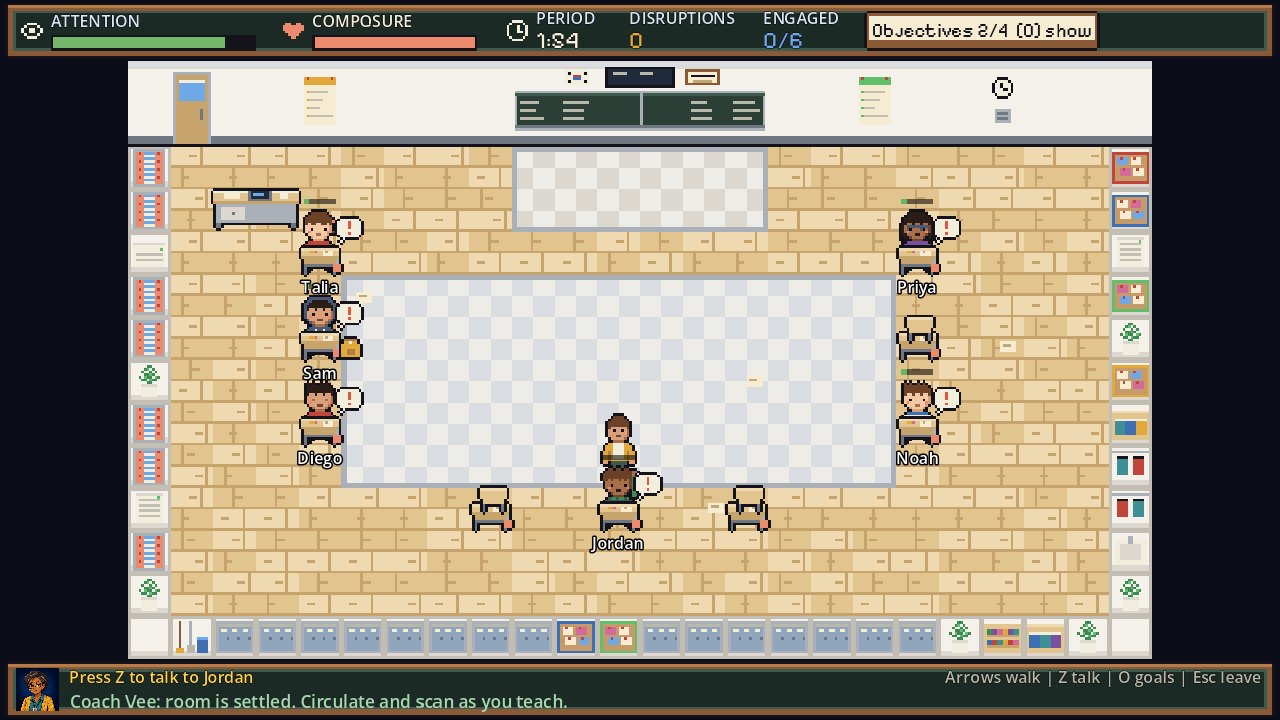 ATTENTION
COMPOSURE
PERIOD
1:34
DISRUPTIONS
0
ENGAGED
0/6
Objectives 2/4 (O) show
!
!
Talia
Priya
!
Sam
!
!
Diego
Noah
!
Jordan
Press Z to talk to Jordan
Arrows walk | Z talk | O goals | Esc leave
Coach Vee: room is settled. Circulate and scan as you teach.